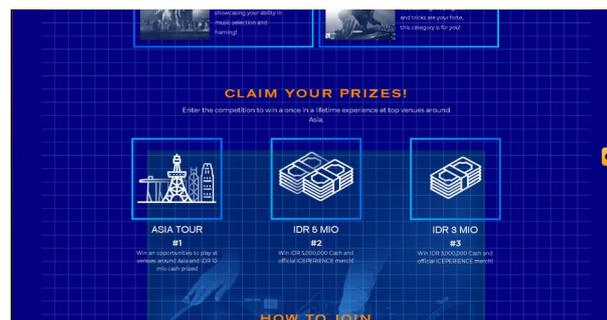 showcasing your ability in
music selection and
framing!
and tricks are your forte,
this category is for you!
CLAIM YOUR PRIZES!
Enter the competition to win a once in a lifetime experience at top venues around
Asia.
ASIA TOUR
#1
Win an opportunities to play at
venues around Asia and IDR 10
mio cash prizes!
IDR 5 MIO
#2
Win IDR 5,000,000 Cash and
official ICEPERIENCE merch!
IDR 3 MIO
#3
Win IDR 3,000,000 Cash and
official ICEPERIENCE merch!
HOW TO JOIN